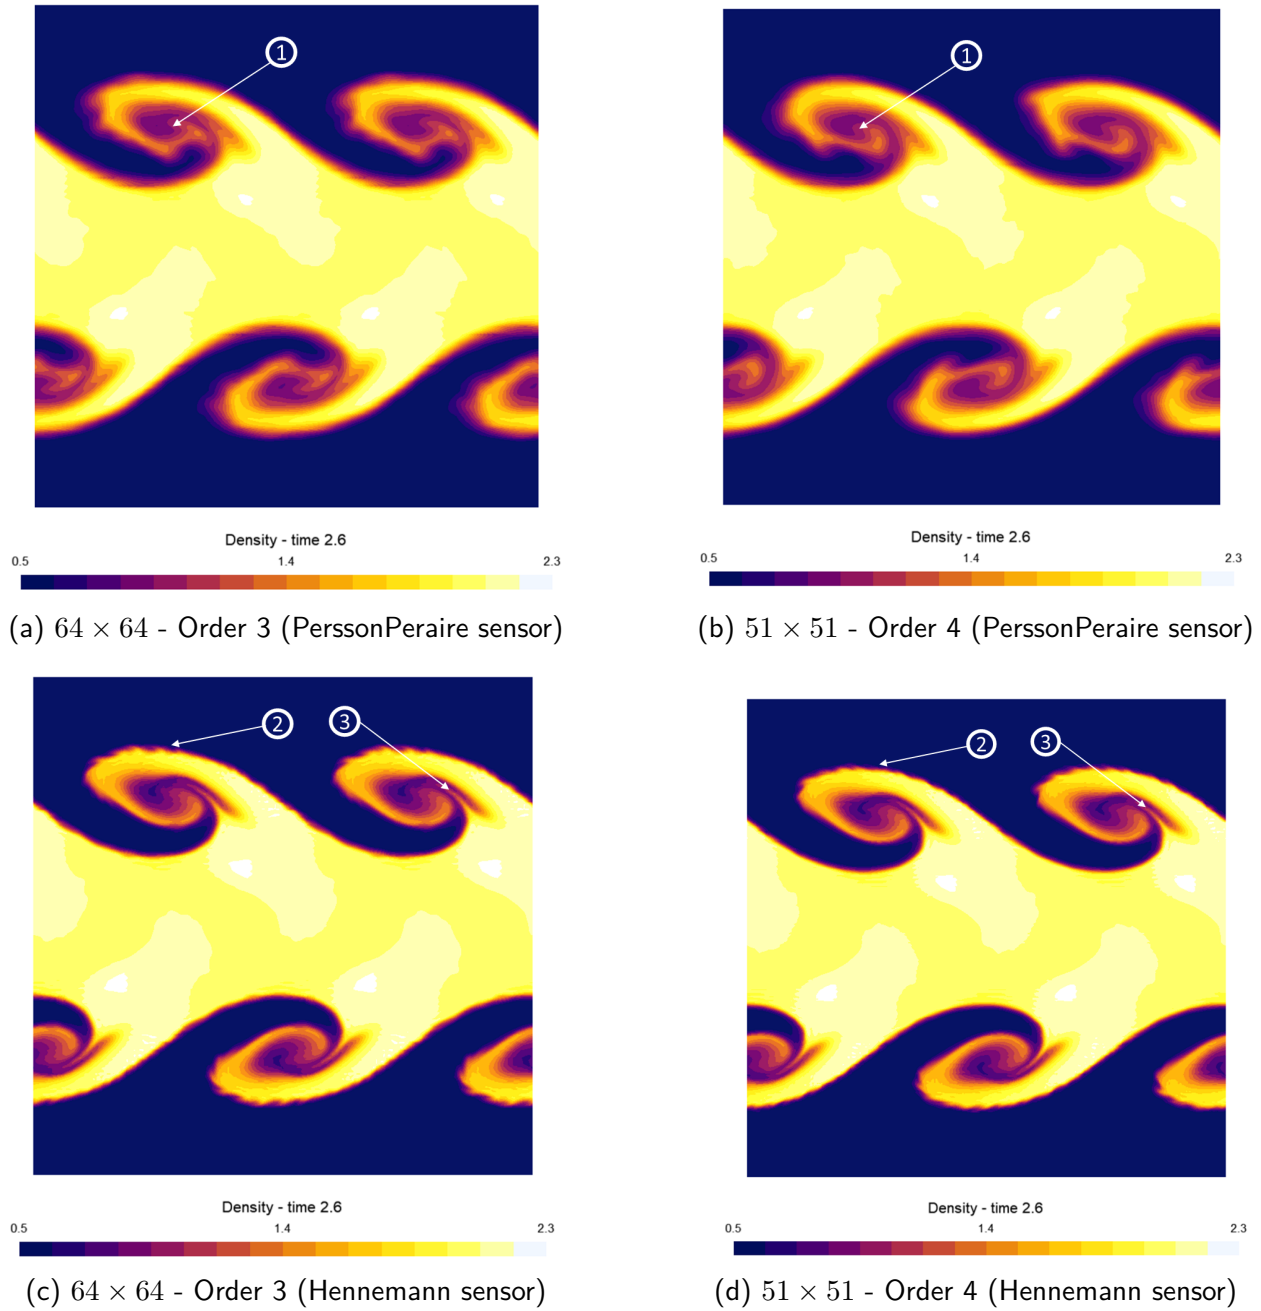 ① ①
Density - time 2.6 Density - time 2.6
0.5 1.4 2.3 0.5 1.4 2.3
(a) 64 × 64 - Order 3 (PerssonPeraire sensor) (b) 51 × 51 - Order 4 (PerssonPeraire sensor)
② ③ ② ③
Density - time 2.6 Density - time 2.6
0.5 1.4 2.3 0.5 1.4 2.3
(c) 64 × 64 - Order 3 (Hennemann sensor) (d) 51 × 51 - Order 4 (Hennemann sensor)